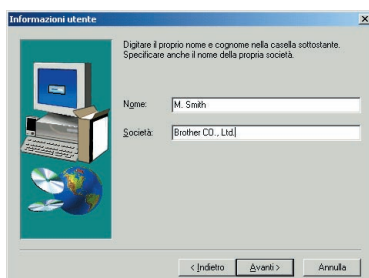 Informazioni utente
Digitare il proprio nome e cognome nella casella sottostante.
Specificare anche il nome della propria società.
Nome:
M. Smith
Società:
Brother CO., Ltd.
< Indietro
Avanti >
Annulla